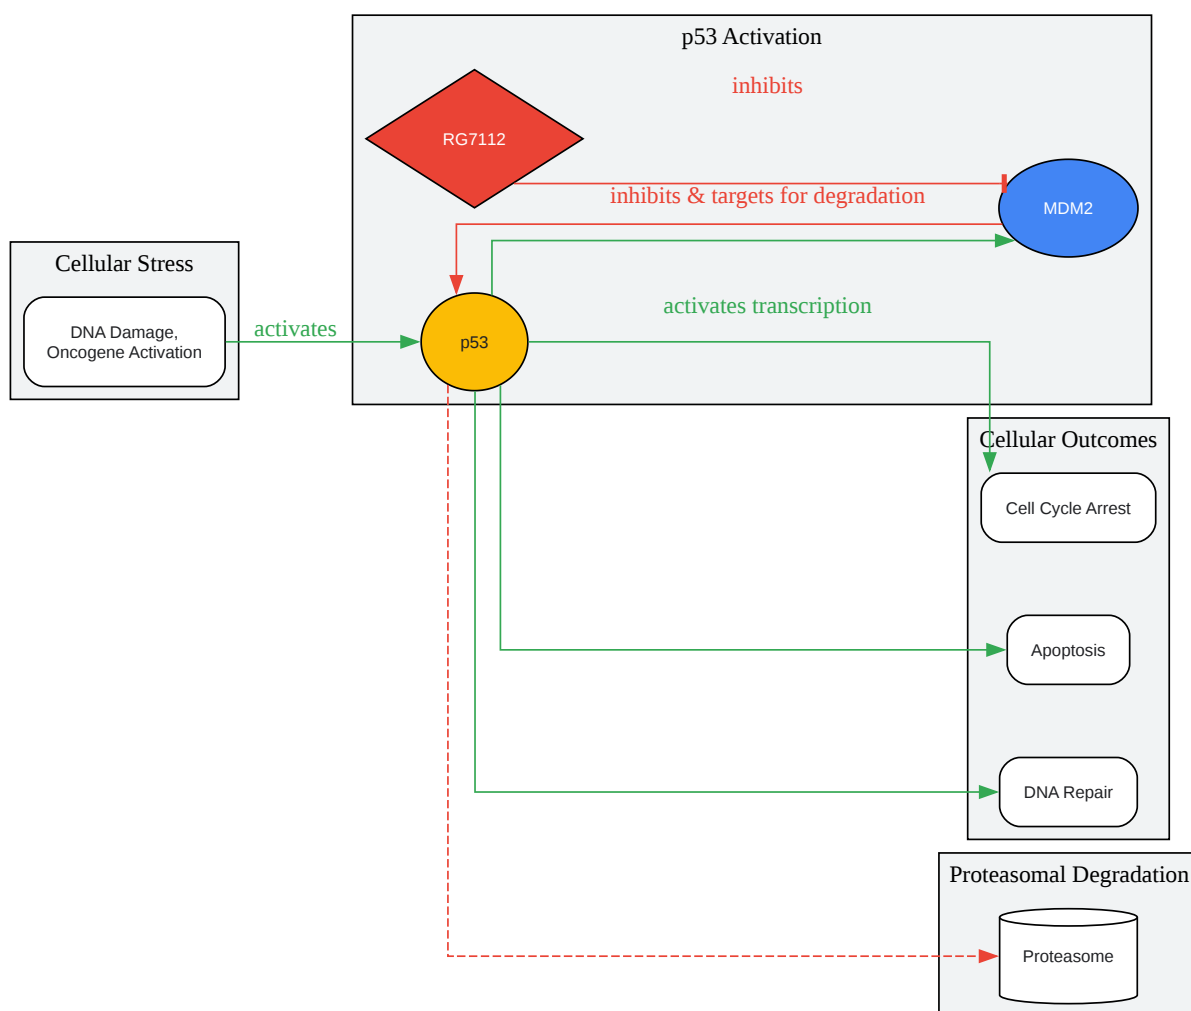 p53 Activation
inhibits
RG7112
inhibits & targets for degradation
MDM2
Cellular Stress
DNA Damage,
Oncogene Activation
activates
activates transcription
p53
Cellular Outcomes
Cell Cycle Arrest
Apoptosis
DNA Repair
Proteasomal Degradation
Proteasome